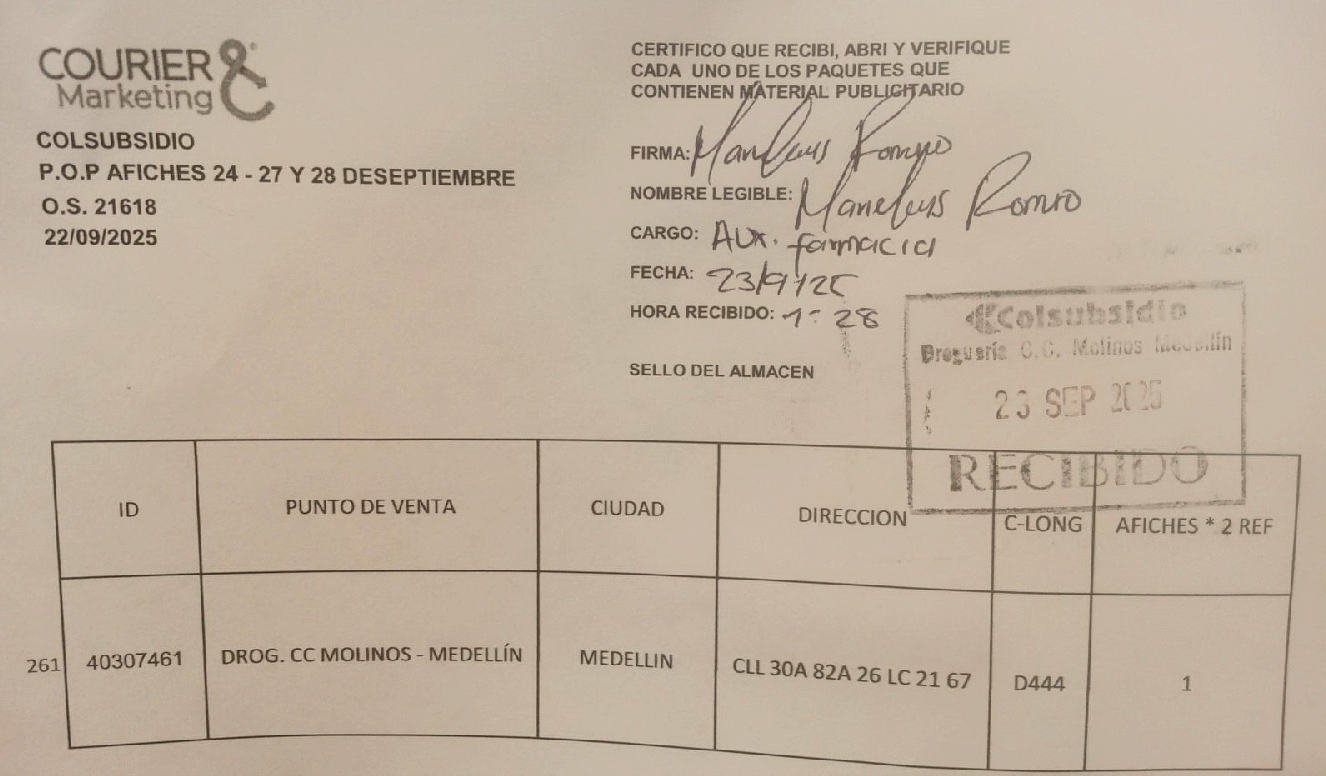 COURIER
Marketing
COLSUBSIDIO
P.O.P AFICHES 24 - 27 Y 28 DESEPTIEMBRE
O.S. 21618
22/09/2025
CERTIFICO QUE RECIBI, ABRI Y VERIFIQUE
CADA UNO DE LOS PAQUETES QUE
CONTIENEN MATERIAL PUBLICITARIO
FIRMA:
NOMBRE LEGIBLE:
CARGO: Aux. farmacia
FECHA: 23/9/25
HORA RECIBIDO: 1:28
SELLO DEL ALMACEN
Colsubsidio
Droguería C.C. Molinos Medellín
23 SEP 2025
RECIBIDO
ID PUNTO DE VENTA CIUDAD DIRECCION C-LONG AFICHES * 2 REF
261 40307461 DROG. CC MOLINOS - MEDELLÍN MEDELLIN CLL 30A 82A 26 LC 21 67 D444 1